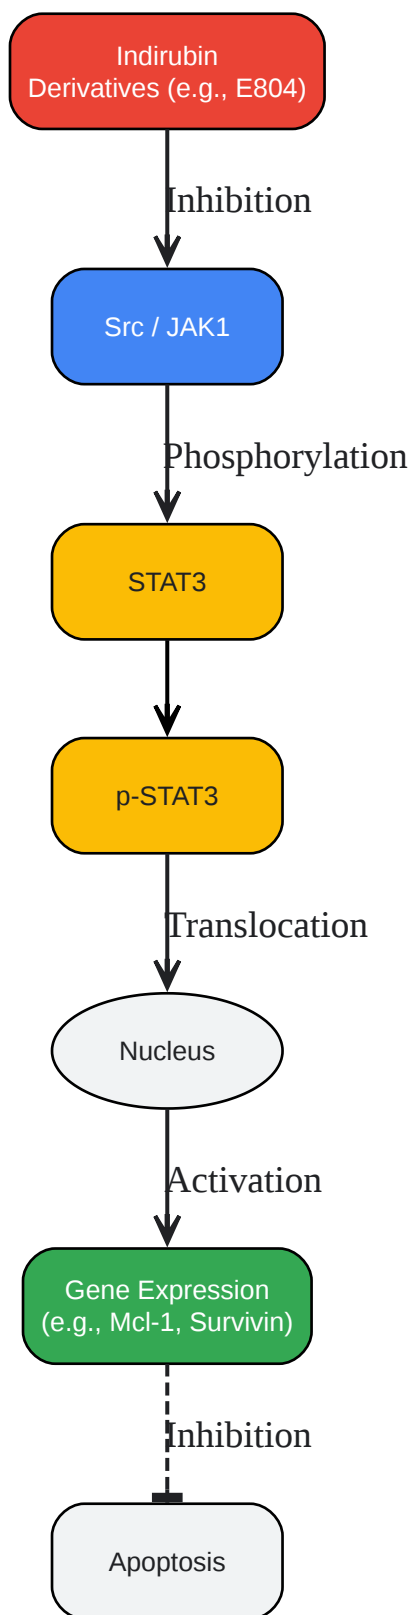 Indirubin
Derivatives (e.g., E804)
Inhibition
Src / JAK1
Phosphorylation
STAT3
p-STAT3
Translocation
Nucleus
Activation
Gene Expression
(e.g., Mcl-1, Survivin)
Inhibition
Apoptosis